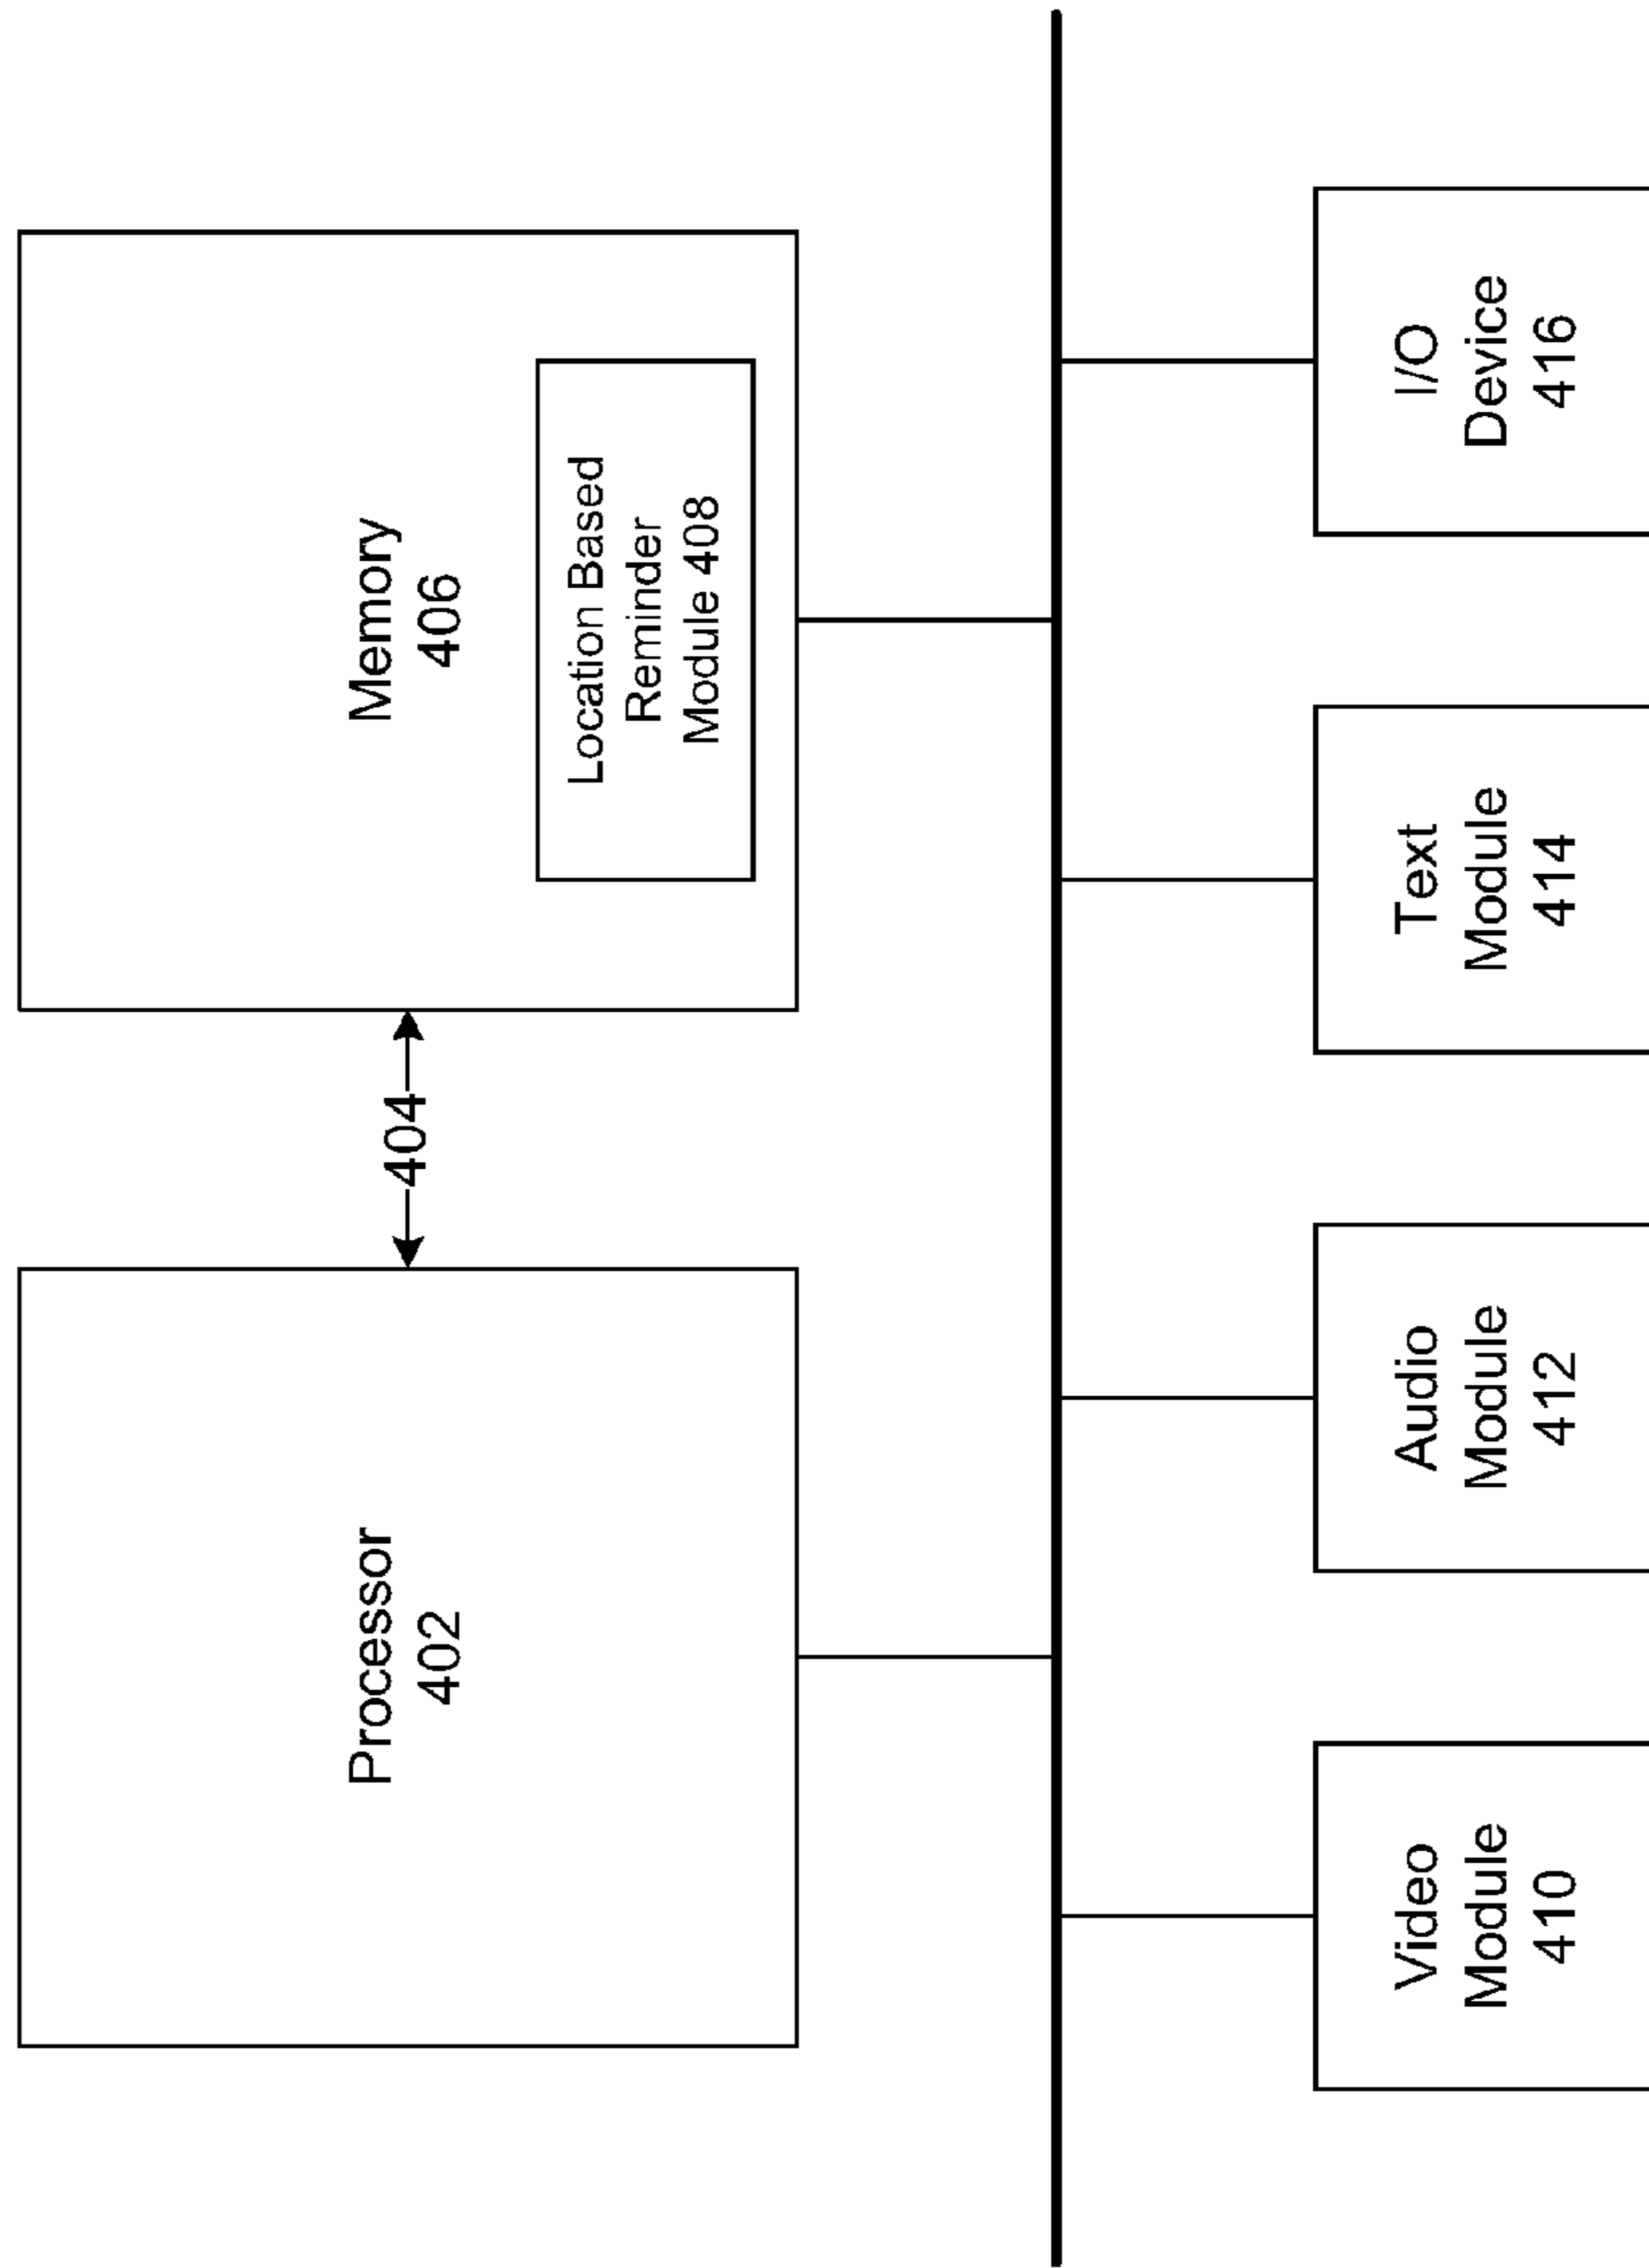 Processor
402
404
Memory
406
Location Based
Reminder
Module 408
Video
Module
410
Audio
Module
412
Text
Module
414
I/O
Device
416